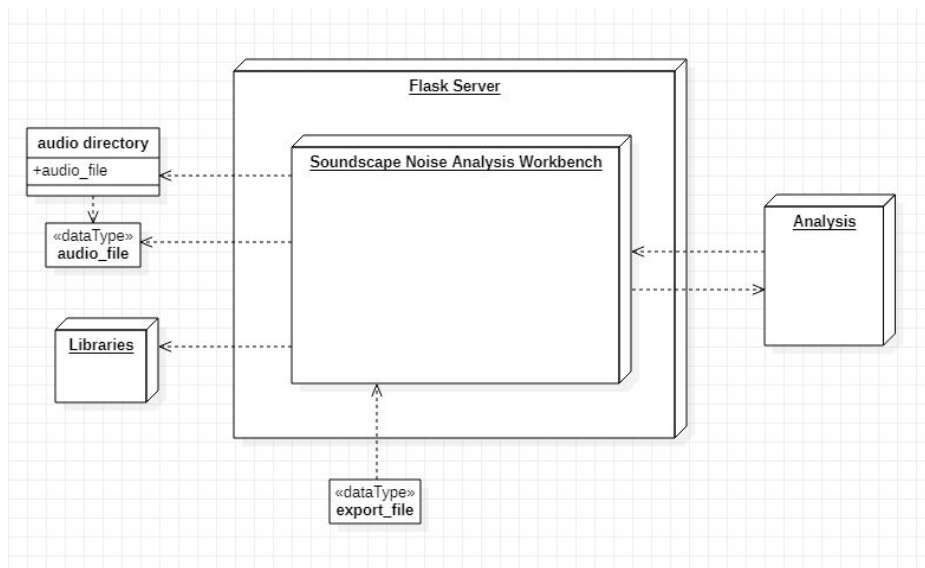 Flask Server
audio directory
+audio_file
Soundscape Noise Analysis Workbench
«dataType»
audio_file
Analysis
Libraries
«dataType»
export_file